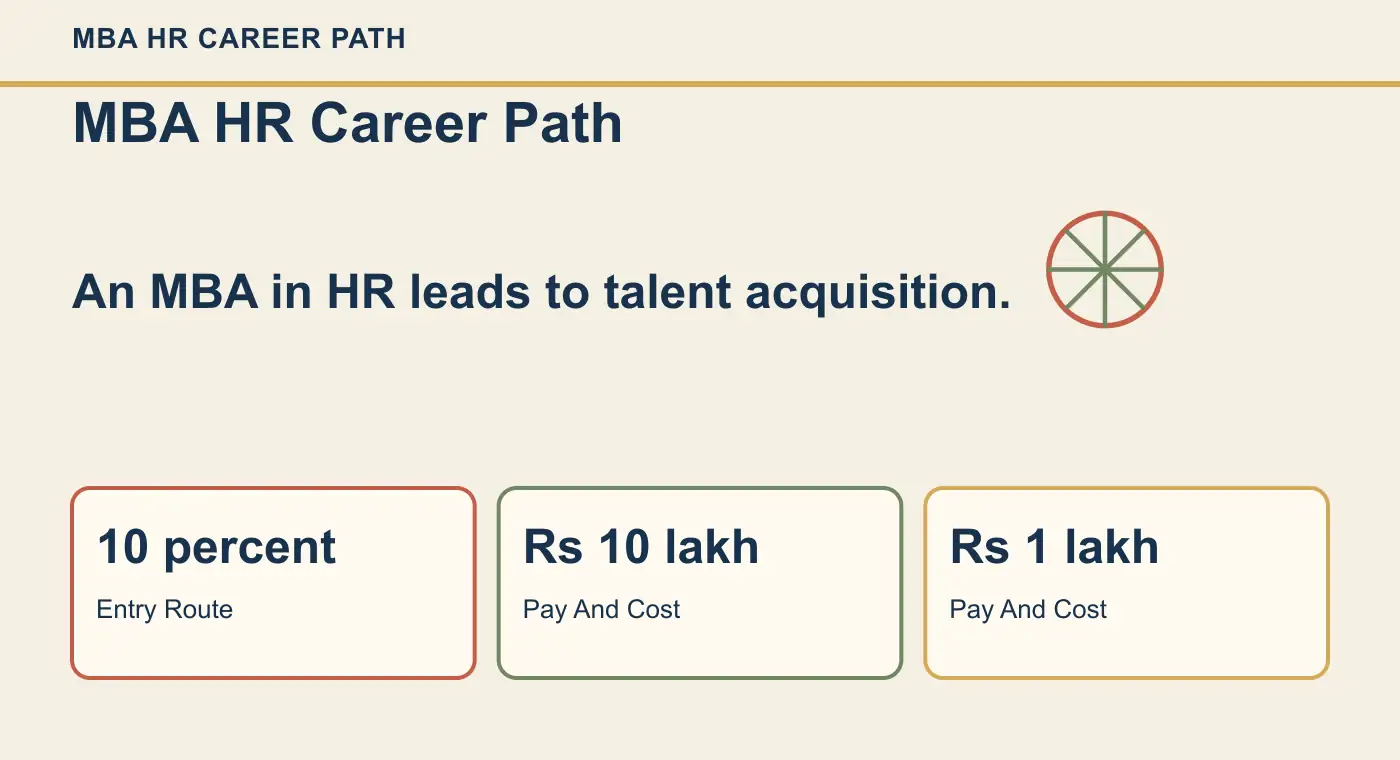 MBA HR CAREER PATH
MBA HR Career Path
An MBA in HR leads to talent acquisition.
10 percent
Entry Route
Rs 10 lakh
Pay And Cost
Rs 1 lakh
Pay And Cost